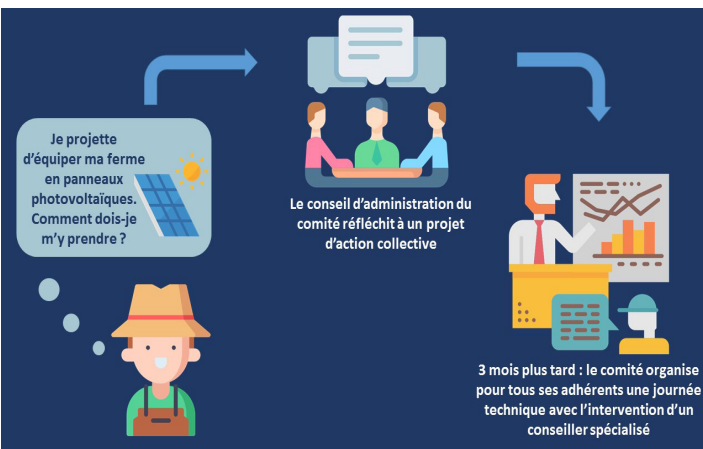 Je projette
d'équiper ma ferme
en panneaux
photovoltaïques.
Comment dois-je
m'y prendre ?
Le conseil d'administration du
comité réfléchit à un projet
d'action collective
3 mois plus tard : le comité organise
pour tous ses adhérents une journée
technique avec l'intervention d'un
conseiller spécialisé